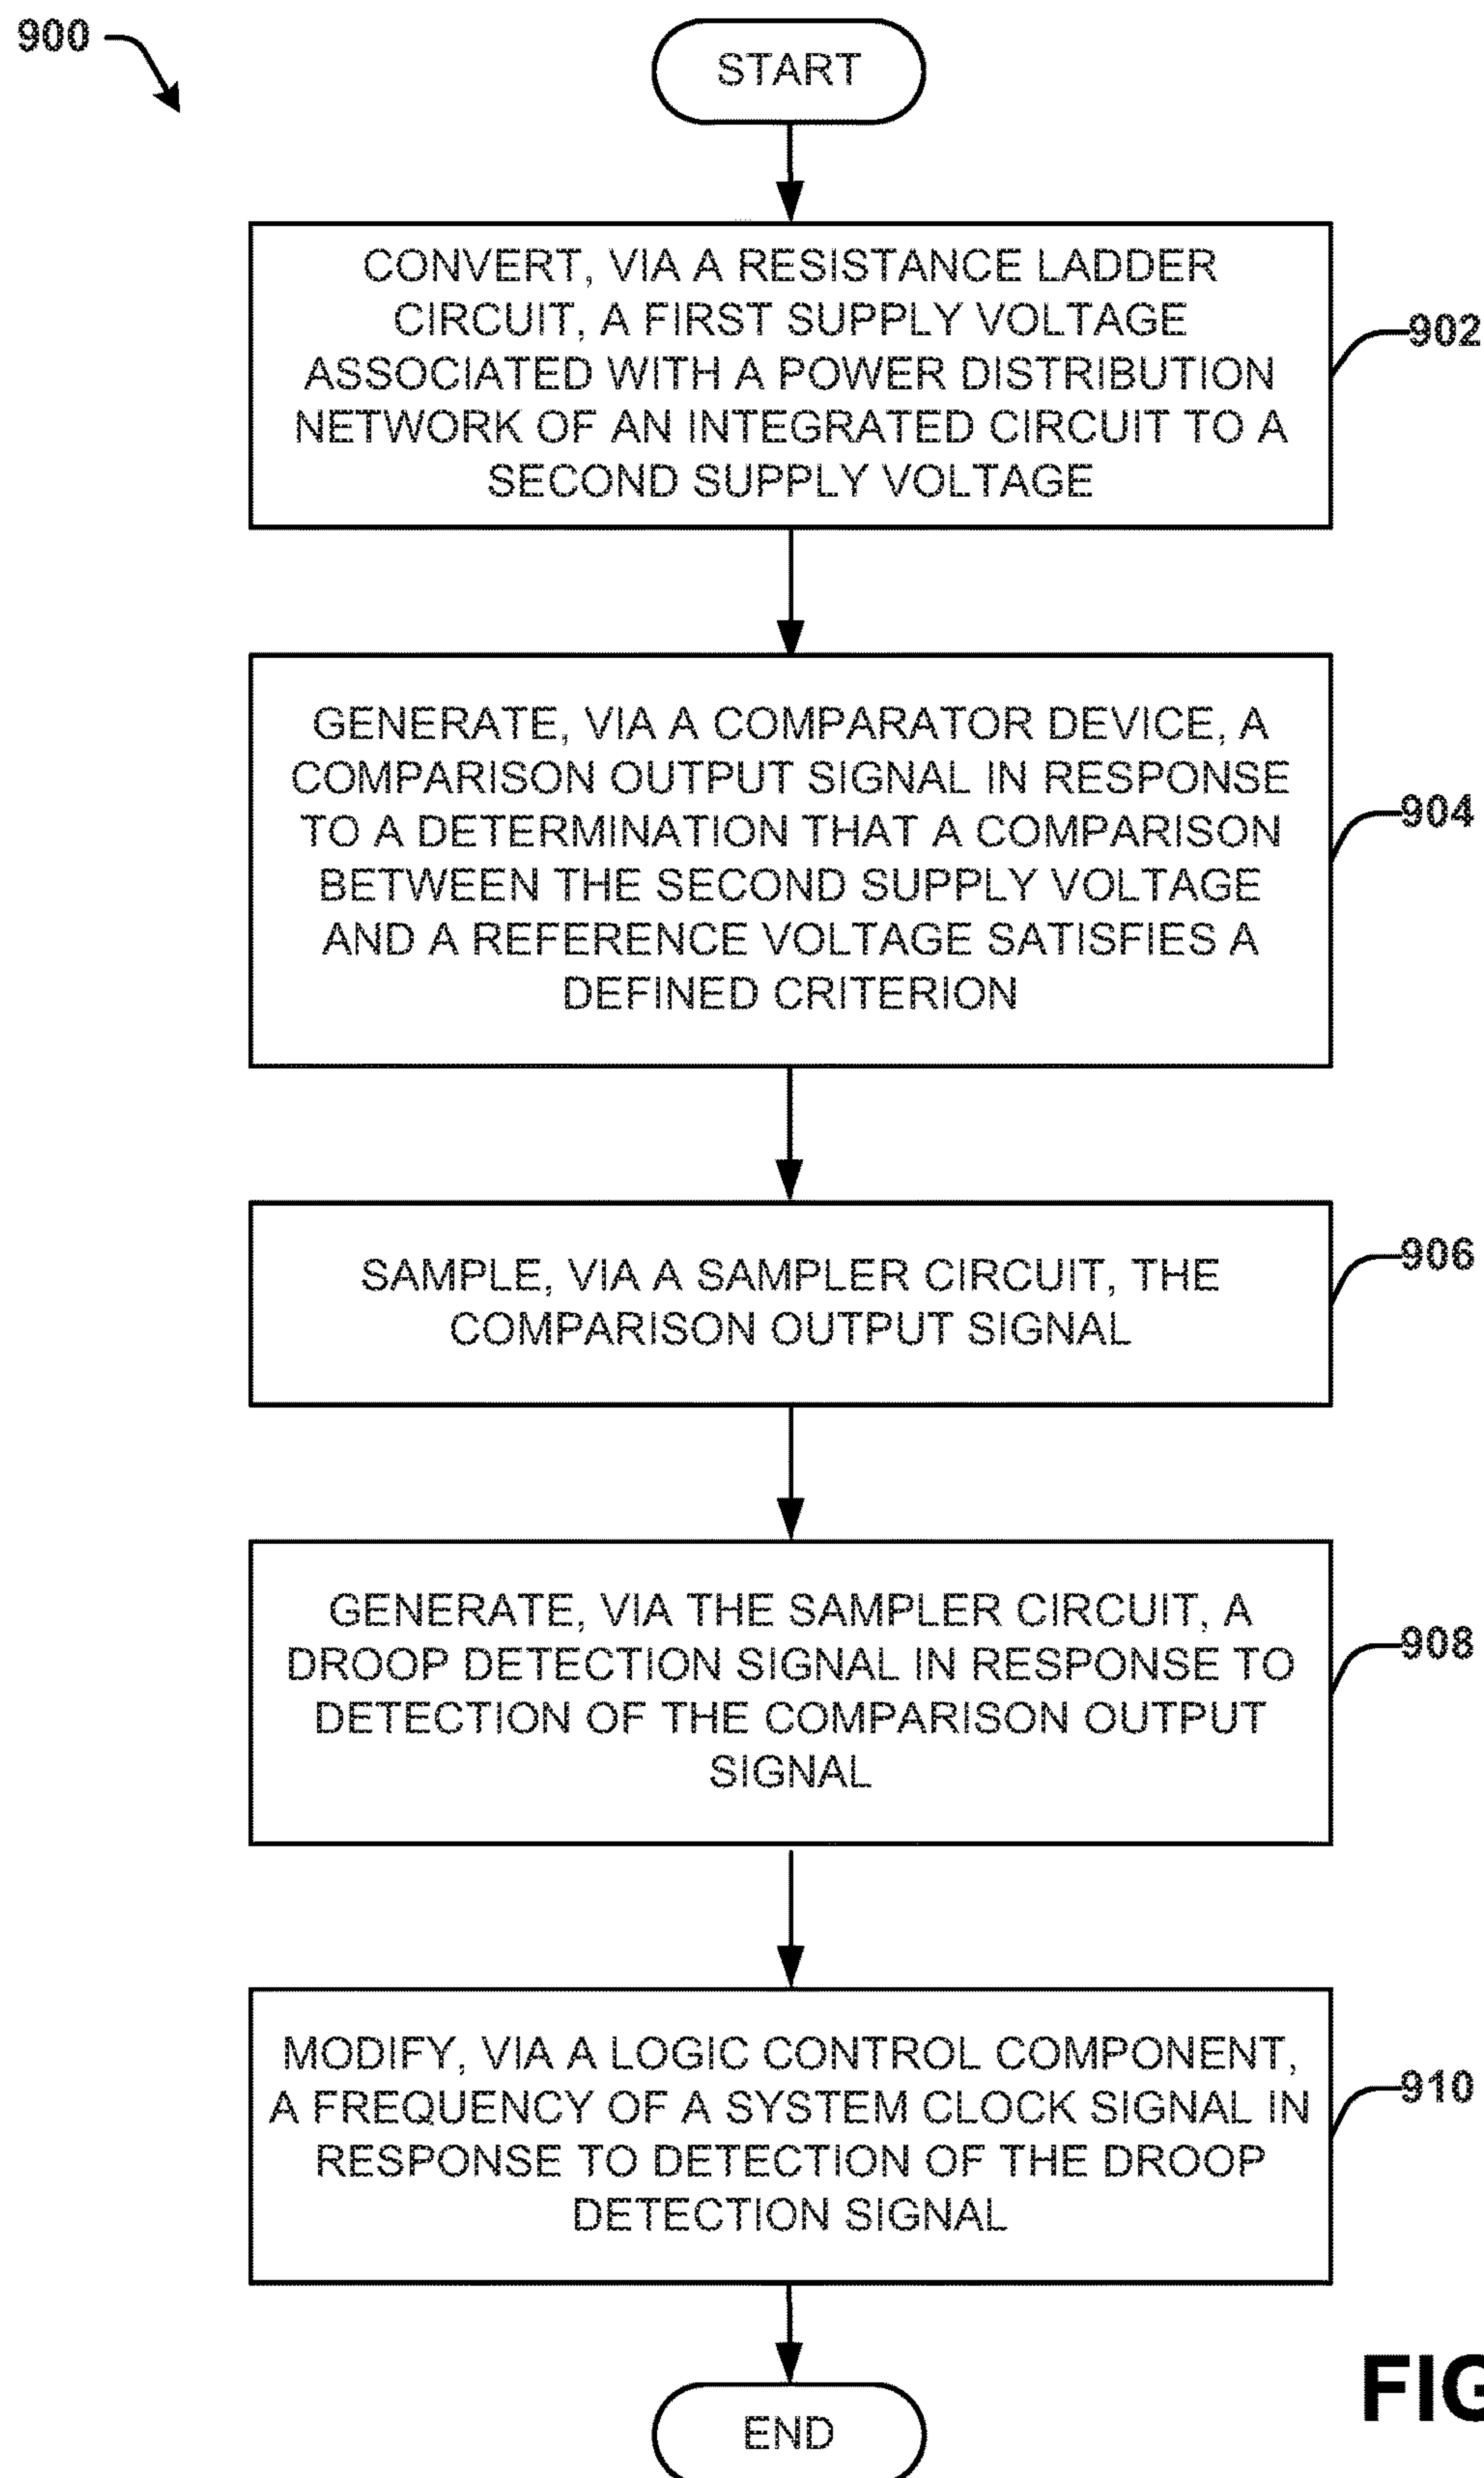 900
START
CONVERT, VIA A RESISTANCE LADDER
CIRCUIT, A FIRST SUPPLY VOLTAGE
ASSOCIATED WITH A POWER DISTRIBUTION
NETWORK OF AN INTEGRATED CIRCUIT TO A
SECOND SUPPLY VOLTAGE
902
GENERATE, VIA A COMPARATOR DEVICE, A
COMPARISON OUTPUT SIGNAL IN RESPONSE
TO A DETERMINATION THAT A COMPARISON
BETWEEN THE SECOND SUPPLY VOLTAGE
AND A REFERENCE VOLTAGE SATISFIES A
DEFINED CRITERION
904
SAMPLE, VIA A SAMPLER CIRCUIT, THE
COMPARISON OUTPUT SIGNAL
906
GENERATE, VIA THE SAMPLER CIRCUIT, A
DROOP DETECTION SIGNAL IN RESPONSE TO
DETECTION OF THE COMPARISON OUTPUT
SIGNAL
908
MODIFY, VIA A LOGIC CONTROL COMPONENT,
A FREQUENCY OF A SYSTEM CLOCK SIGNAL IN
RESPONSE TO DETECTION OF THE DROOP
DETECTION SIGNAL
910
END
FIG